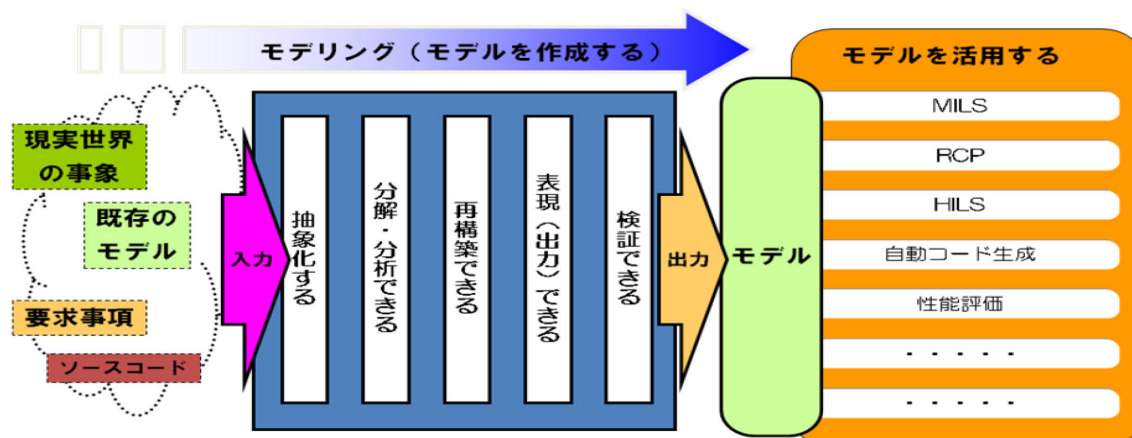 モデリング（モデルを作成する）
現実世界
の事象
既存の
モデル
要求事項
ソースコード
入力
抽象化する
分解・分析できる
再構築できる
表現（出力）できる
検証できる
出力
モデル
モデルを活用する
MILS
RCP
HILS
自動コード生成
性能評価
・・・・・
・・・・・